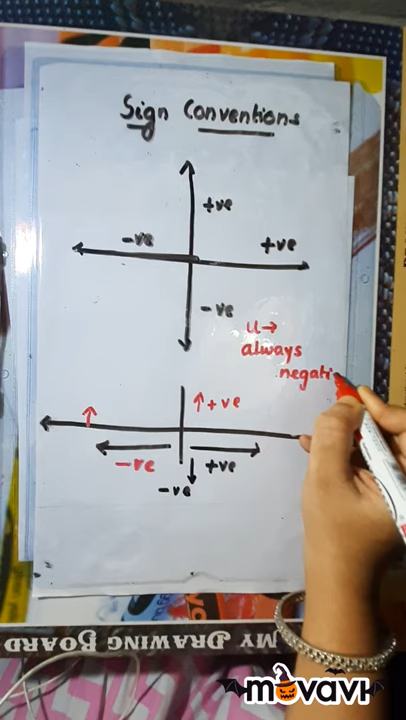 Sign Conventions
+ve
-ve
+ve
-ve
u→
always
negati
↑+ve
-ve
+ve
-ve
MY DRAWING BOARD
movavi